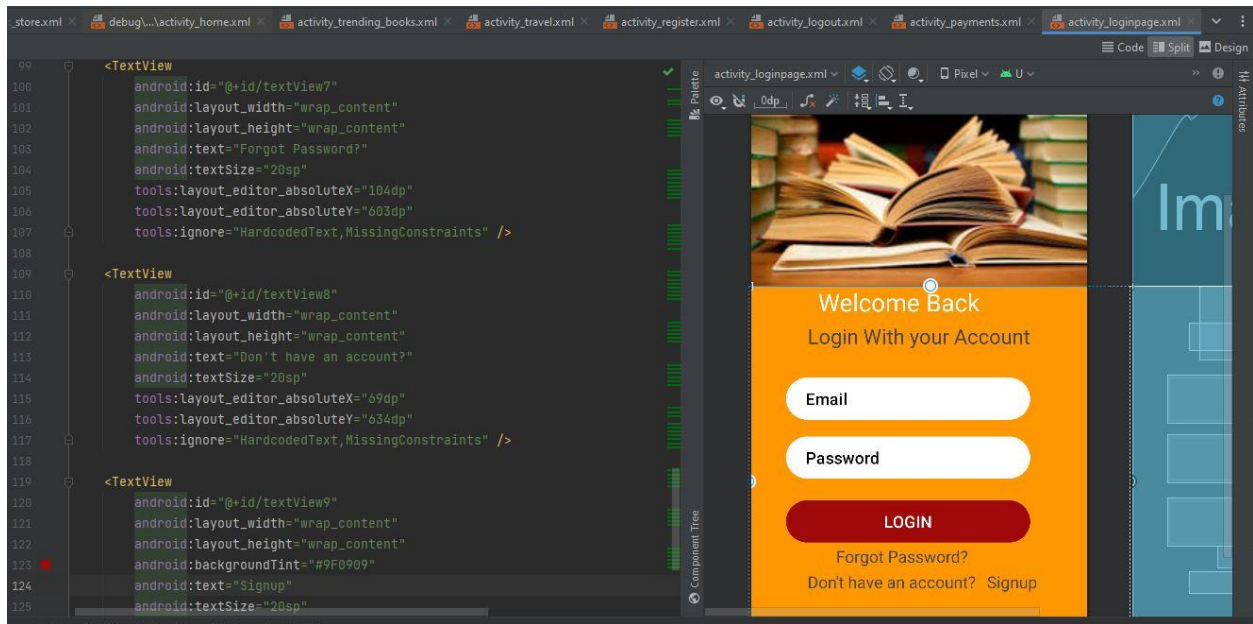 _store.xml debug\...\activity_home.xml activity_trending_books.xml activity_travel.xml activity_register.xml activity_logout.xml activity_payments.xml activity_loginpage.xml
Code Split Design
99 <TextView
100 android:id="@+id/textView7"
101 android:layout_width="wrap_content"
102 android:layout_height="wrap_content"
103 android:text="Forgot Password?"
104 android:textSize="20sp"
105 tools:layout_editor_absoluteX="104dp"
106 tools:layout_editor_absoluteY="603dp"
107 tools:ignore="HardcodedText,MissingConstraints" />
108
109 <TextView
110 android:id="@+id/textView8"
111 android:layout_width="wrap_content"
112 android:layout_height="wrap_content"
113 android:text="Don't have an account?"
114 android:textSize="20sp"
115 tools:layout_editor_absoluteX="69dp"
116 tools:layout_editor_absoluteY="634dp"
117 tools:ignore="HardcodedText,MissingConstraints" />
118
119 <TextView
120 android:id="@+id/textView9"
121 android:layout_width="wrap_content"
122 android:layout_height="wrap_content"
123 android:backgroundTint="#9F0909"
124 android:text="Signup"
125 android:textSize="20sp"
Palette
Component Tree
activity_loginpage.xml Pixel U
0dp
Attributes
Welcome Back
Login With your Account
Email
Password
LOGIN
Forgot Password?
Don't have an account? Signup